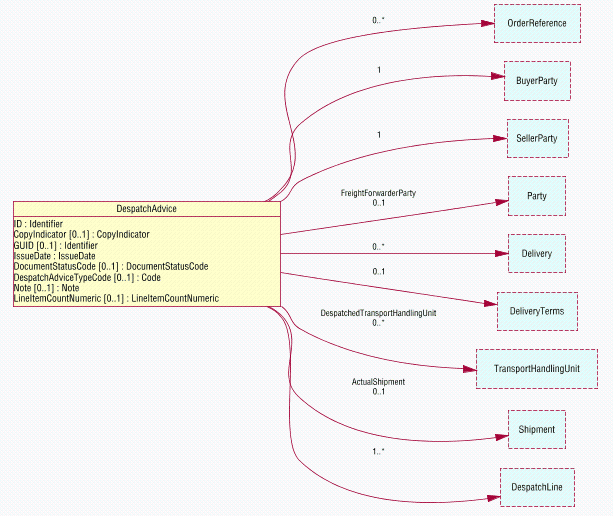 0..*
OrderReference
1
BuyerParty
1
SellerParty
DespatchAdvice
ID : Identifier
CopyIndicator [0..1] : CopyIndicator
GUID [0..1] : Identifier
IssueDate : IssueDate
DocumentStatusCode [0..1] : DocumentStatusCode
DespatchAdviceTypeCode [0..1] : Code
Note [0..1] : Note
LineItemCountNumeric [0..1] : LineItemCountNumeric
FreightForwarderParty
0..1
Party
0..*
Delivery
0..1
DeliveryTerms
DespatchedTransportHandlingUnit
0..*
TransportHandlingUnit
ActualShipment
0..1
Shipment
1..*
DespatchLine